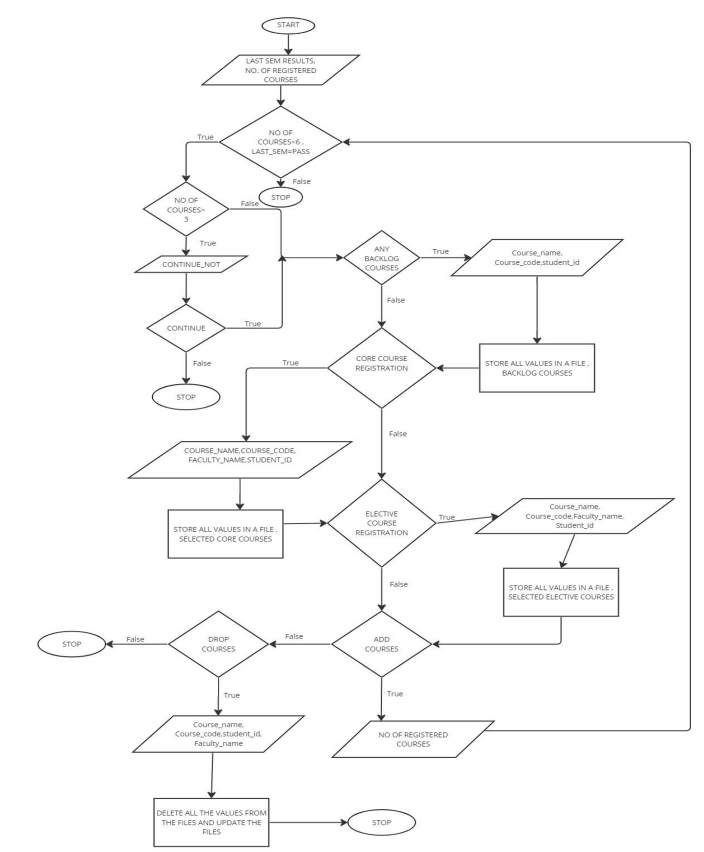 START
LAST SEM RESULTS,
NO. OF REGISTERED
COURSES
NO OF
COURSES<6 ,
LAST_SEM=PASS
True
False
STOP
NO OF
COURSES>
3
False
True
CONTINUE_NOT
ANY
BACKLOG
COURSES
True
Course_name,
Course_code,student_id
False
CONTINUE
True
False
STOP
CORE COURSE
REGISTRATION
True
STORE ALL VALUES IN A FILE ,
BACKLOG COURSES
False
COURSE_NAME,COURSE_CODE,
FACULTY_NAME,STUDENT_ID
STORE ALL VALUES IN A FILE ,
SELECTED CORE COURSES
ELECTIVE
COURSE
REGISTRATION
True
Course_name,
Course_code,Faculty_name,
Student_id
False
STORE ALL VALUES IN A FILE ,
SELECTED ELECTIVE COURSES
STOP
False
DROP
COURSES
False
ADD
COURSES
True
True
Course_name,
Course_code,student_id,
Faculty_name
NO OF REGISTERED
COURSES
DELETE ALL THE VALUES FROM
THE FILES AND UPDATE THE
FILES
STOP